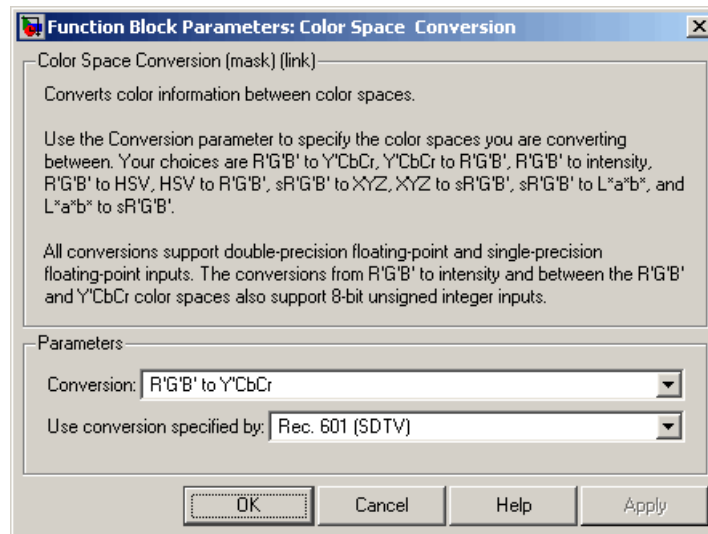 Function Block Parameters: Color Space Conversion
Color Space Conversion (mask) (link)
Converts color information between color spaces.
Use the Conversion parameter to specify the color spaces you are converting
between. Your choices are R'G'B' to Y'CbCr, Y'CbCr to R'G'B', R'G'B' to intensity,
R'G'B' to HSV, HSV to R'G'B', sR'G'B' to XYZ, XYZ to sR'G'B', sR'G'B' to L*a*b*, and
L*a*b* to sR'G'B'.
All conversions support double-precision floating-point and single-precision
floating-point inputs. The conversions from R'G'B' to intensity and between the R'G'B'
and Y'CbCr color spaces also support 8-bit unsigned integer inputs.
Parameters
Conversion: R'G'B' to Y'CbCr
Use conversion specified by: Rec. 601 (SDTV)
OK Cancel Help Apply